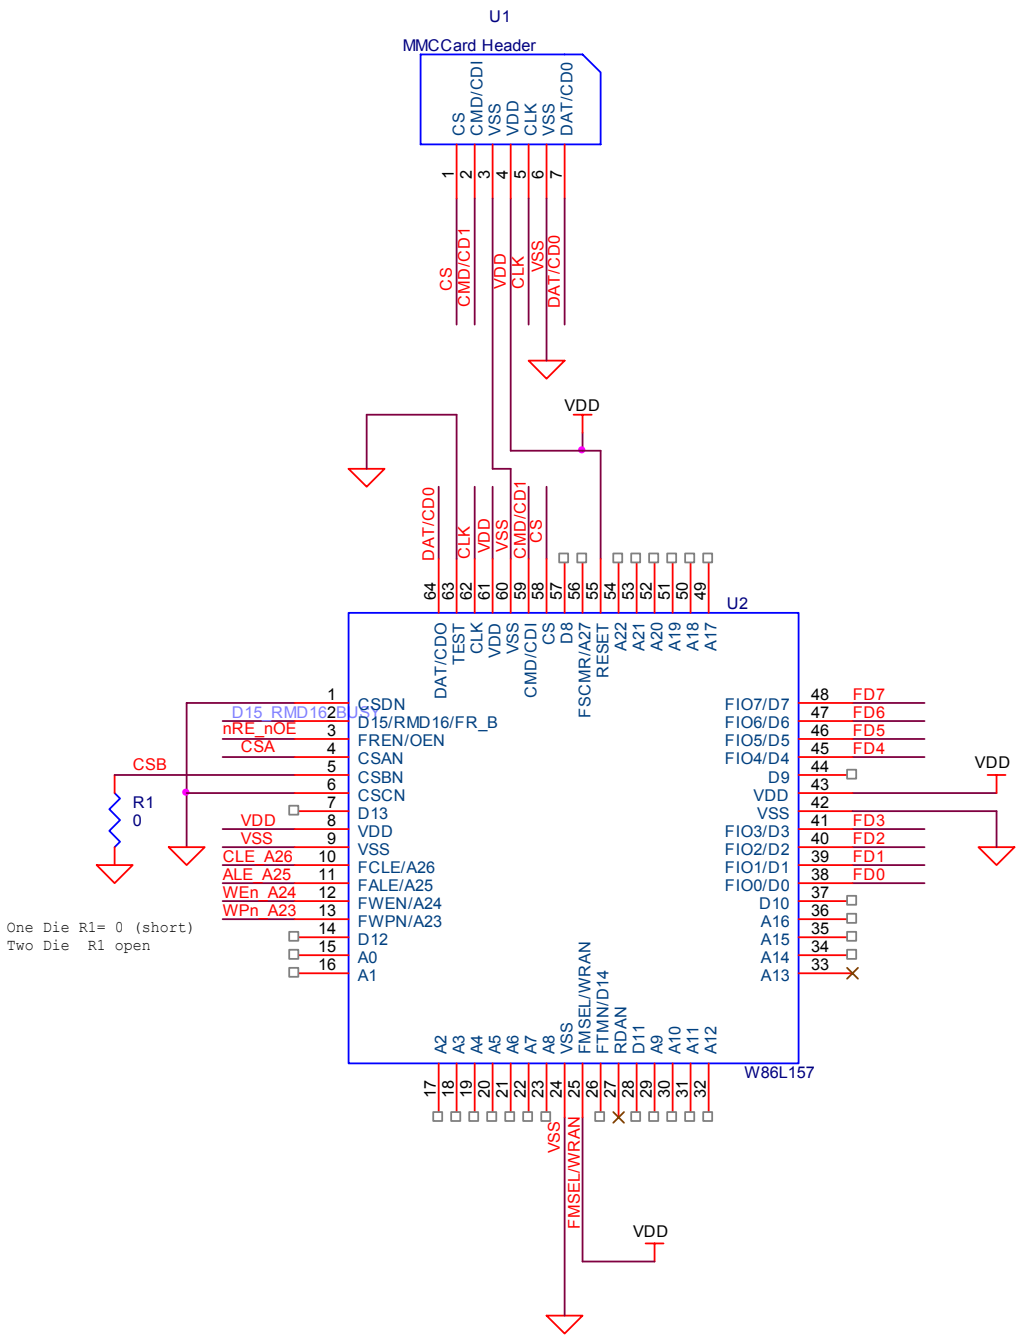 U1
MMCCard Header
CS
CMD/CDI
VSS
VDD
CLK
VSS
DAT/CD0
1
2
3
4
5
6
7
CS
CMD/CD1
VDD
CLK
VSS
DAT/CD0
VDD
DAT/CD0
CLK
VDD
VSS
CMD/CD1
CS
64
63
62
61
60
59
58
57
56
55
54
53
52
51
50
49
U2
DAT/CDO
TEST
CLK
VDD
VSS
CMD/CDI
CS
D8
FSCMR/A27
RESET
A22
A21
A20
A19
A18
A17
1 CSDN
D15_RMD16_BUSY 2 D15/RMD16/FR_B
nRE_nOE 3 FREN/OEN
CSA 4 CSAN
CSB 5 CSBN
6 CSCN
7 D13
VDD 8 VDD
VSS 9 VSS
CLE_A26 10 FCLE/A26
ALE_A25 11 FALE/A25
WEn_A24 12 FWEN/A24
WPn_A23 13 FWPN/A23
14 D12
15 A0
16 A1
R1
0
One Die R1= 0 (short)
Two Die R1 open
FIO7/D7 48 FD7
FIO6/D6 47 FD6
FIO5/D5 46 FD5
FIO4/D4 45 FD4
D9 44
VDD 43 VDD
VSS 42
FIO3/D3 41 FD3
FIO2/D2 40 FD2
FIO1/D1 39 FD1
FIO0/D0 38 FD0
D10 37
A16 36
A15 35
A14 34
A13 33
A2
A3
A4
A5
A6
A7
A8
VSS
FMSEL/WRAN
FTMN/D14
RDAN
D11
A9
A10
A11
A12
W86L157
17
18
19
20
21
22
23
24
25
26
27
28
29
30
31
32
VSS
FMSEL/WRAN
VDD